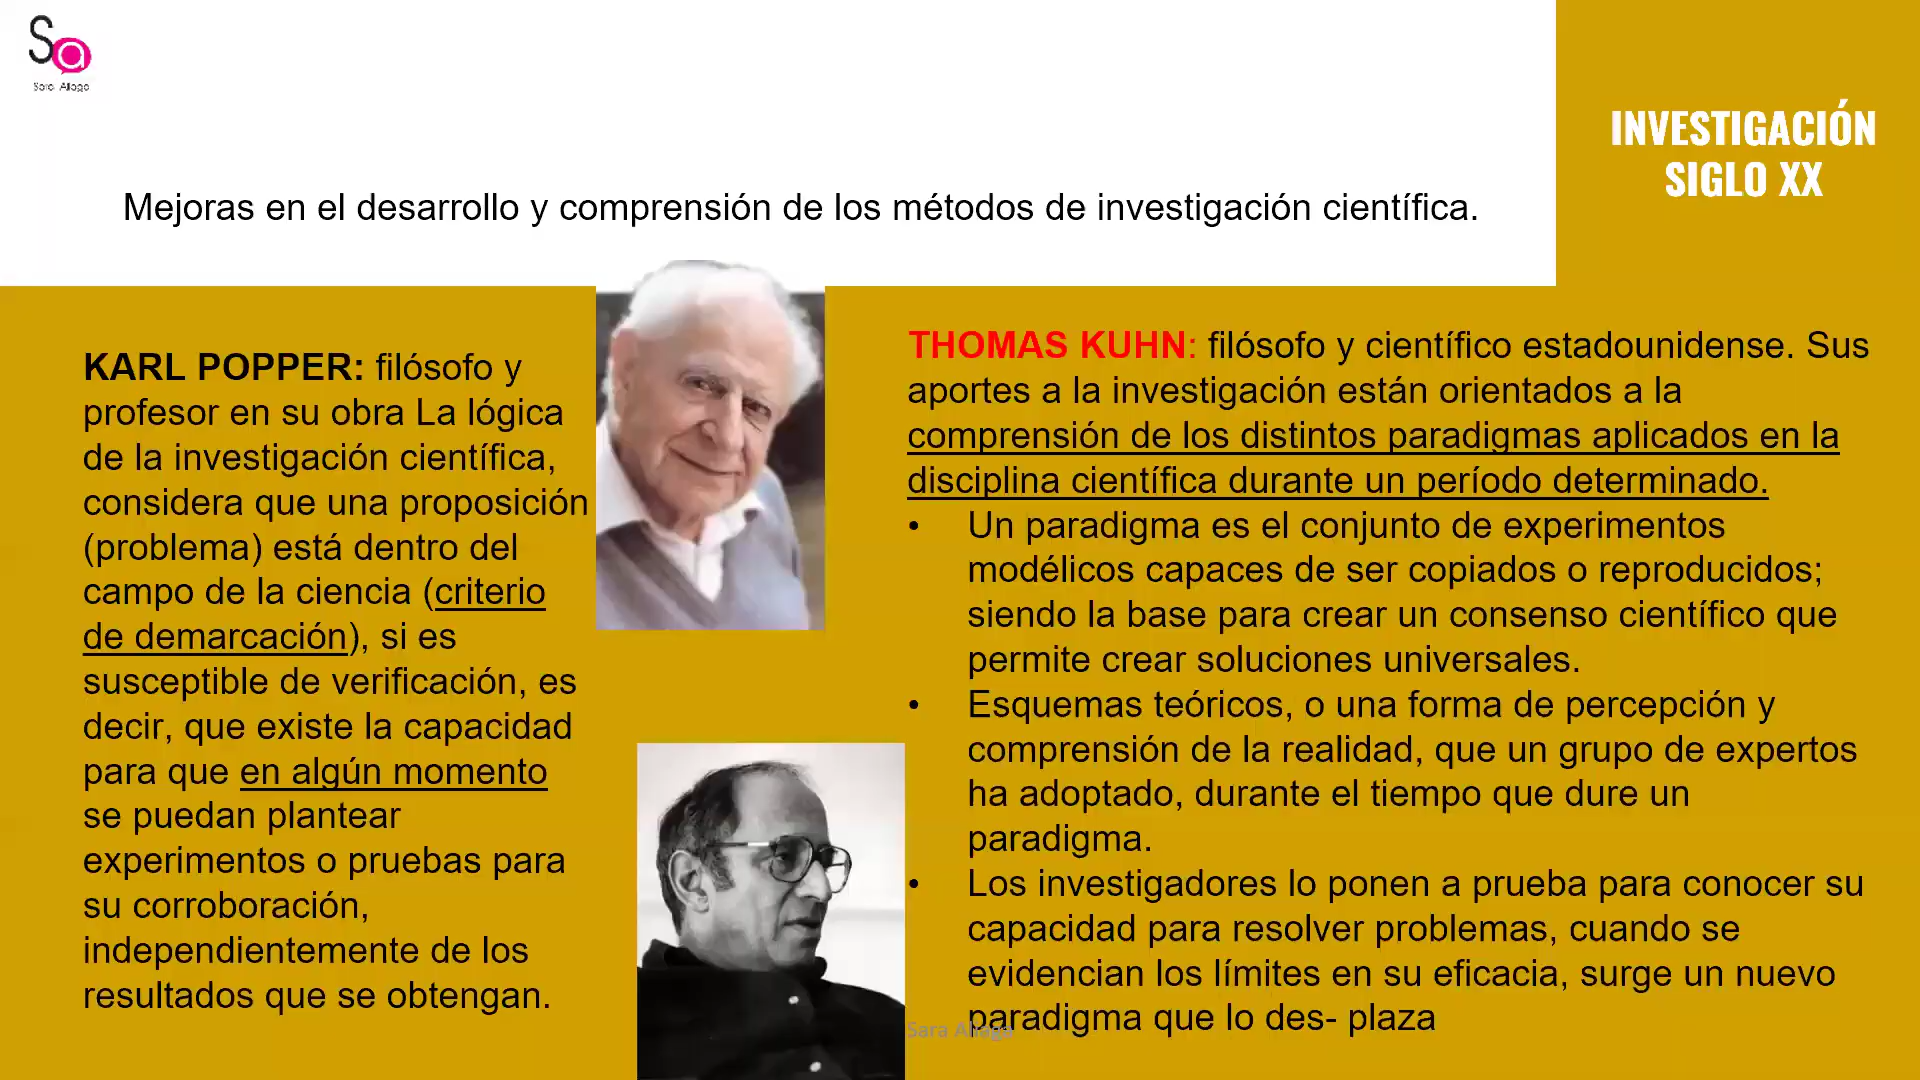 Sa
Sara Aliaga
INVESTIGACIÓN
SIGLO XX
Mejoras en el desarrollo y comprensión de los métodos de investigación científica.
KARL POPPER: filósofo y
profesor en su obra La lógica
de la investigación científica,
considera que una proposición
(problema) está dentro del
campo de la ciencia (criterio
de demarcación), si es
susceptible de verificación, es
decir, que existe la capacidad
para que en algún momento
se puedan plantear
experimentos o pruebas para
su corroboración,
independientemente de los
resultados que se obtengan.
THOMAS KUHN: filósofo y científico estadounidense. Sus
aportes a la investigación están orientados a la
comprensión de los distintos paradigmas aplicados en la
disciplina científica durante un período determinado.
• Un paradigma es el conjunto de experimentos
modélicos capaces de ser copiados o reproducidos;
siendo la base para crear un consenso científico que
permite crear soluciones universales.
• Esquemas teóricos, o una forma de percepción y
comprensión de la realidad, que un grupo de expertos
ha adoptado, durante el tiempo que dure un
paradigma.
• Los investigadores lo ponen a prueba para conocer su
capacidad para resolver problemas, cuando se
evidencian los límites en su eficacia, surge un nuevo
paradigma que lo des- plaza
Sara Aliaga